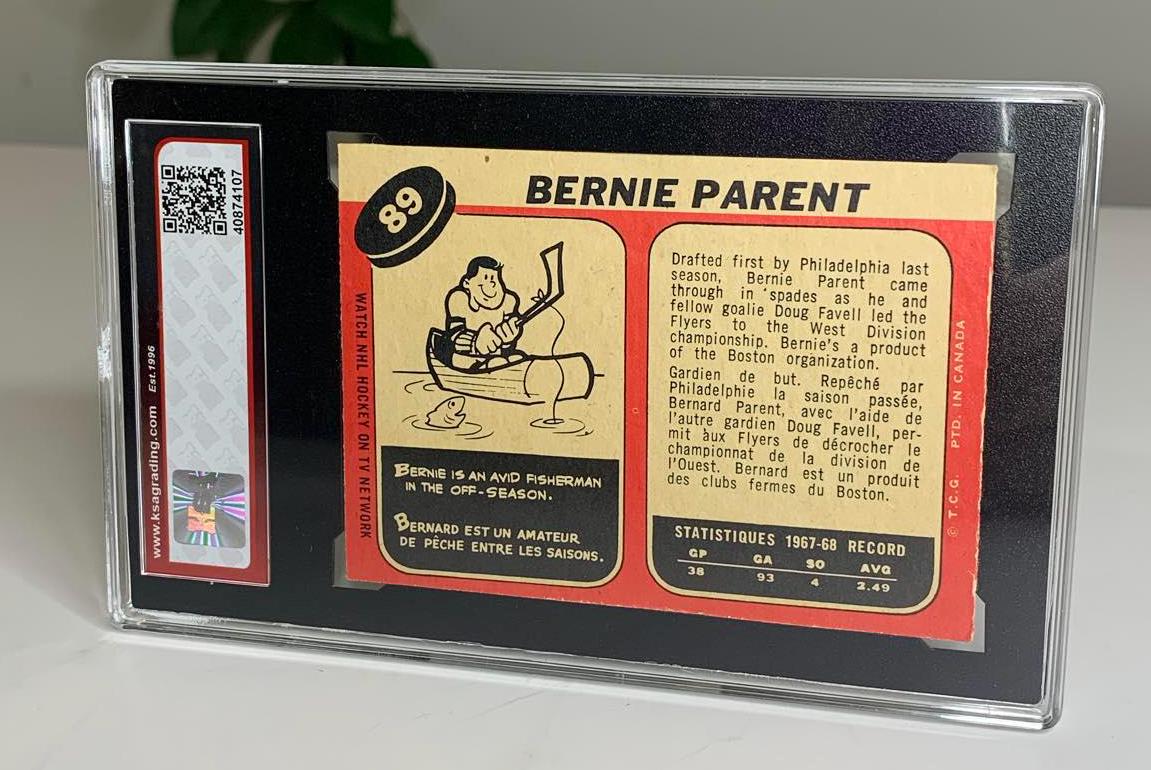 40874107
www.ksagrading.com Est.1996
89
BERNIE PARENT
WATCH NHL HOCKEY ON TV NETWORK
BERNIE IS AN AVID FISHERMAN
IN THE OFF-SEASON.
BERNARD EST UN AMATEUR
DE PÊCHE ENTRE LES SAISONS.
Drafted first by Philadelphia last
season, Bernie Parent came
through in spades as he and
fellow goalie Doug Favell led the
Flyers to the West Division
championship. Bernie's a product
of the Boston organization.
Gardien de but. Repêché par
Philadelphie la saison passée,
Bernard Parent, avec l'aide de
l'autre gardien Doug Favell, per-
mit aux Flyers de décrocher le
championnat de la division de
l'Ouest. Bernard est un produit
des clubs fermes du Boston.
STATISTIQUES 1967-68 RECORD
GP GA SO AVG
38 93 4 2.49
© T.C.G. PTD. IN CANADA